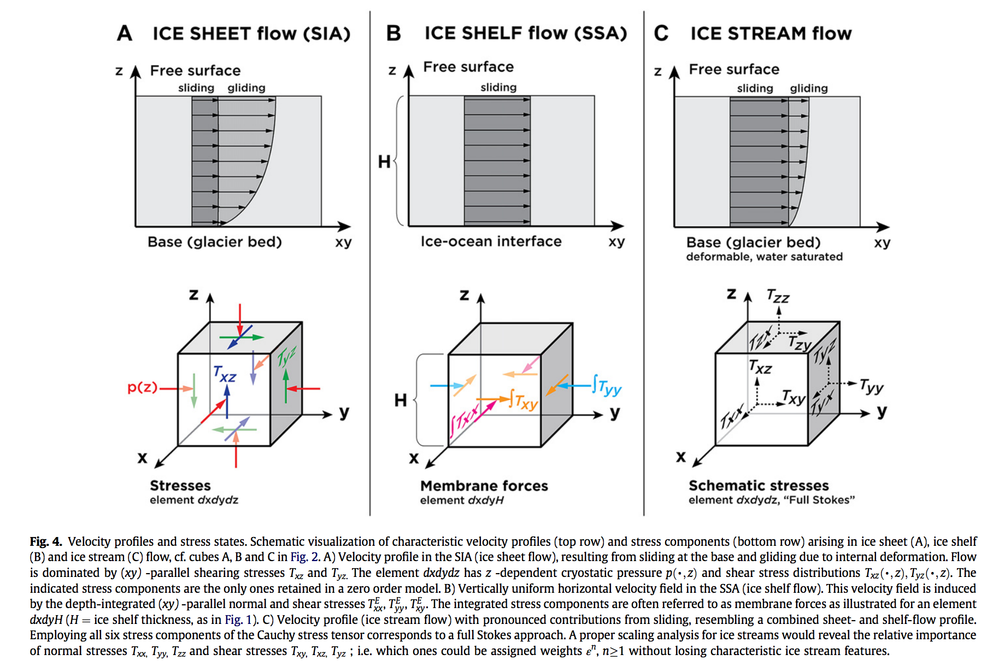 A ICE SHEET flow (SIA)
z
Free surface
sliding gliding
Base (glacier bed)
xy
z
Tyz
Txz
p(z)
y
x
Stresses
element dxdydz
B ICE SHELF flow (SSA)
z
Free surface
sliding
H
Ice-ocean interface
xy
z
∫Tyy
H
∫Txy
∫Txx
y
x
Membrane forces
element dxdyH
C ICE STREAM flow
z
Free surface
sliding gliding
Base (glacier bed)
deformable, water saturated
xy
z
Tzz
Tzx
Tzy
Tyz
Txz
Tyy
Txy
Tyx
Txx
y
x
Schematic stresses
element dxdydz, “Full Stokes”
Fig. 4. Velocity profiles and stress states. Schematic visualization of characteristic velocity profiles (top row) and stress components (bottom row) arising in ice sheet (A), ice shelf
(B) and ice stream (C) flow, cf. cubes A, B and C in Fig. 2. A) Velocity profile in the SIA (ice sheet flow), resulting from sliding at the base and gliding due to internal deformation. Flow
is dominated by (xy) -parallel shearing stresses Txz and Tyz. The element dxdydz has z -dependent cryostatic pressure p(·,z) and shear stress distributions Txz(·,z), Tyz(·,z). The
indicated stress components are the only ones retained in a zero order model. B) Vertically uniform horizontal velocity field in the SSA (ice shelf flow). This velocity field is induced
by the depth-integrated (xy) -parallel normal and shear stresses T^E_xx, T^E_yy, T^E_xy. The integrated stress components are often referred to as membrane forces as illustrated for an element
dxdyH (H = ice shelf thickness, as in Fig. 1). C) Velocity profile (ice stream flow) with pronounced contributions from sliding, resembling a combined sheet- and shelf-flow profile.
Employing all six stress components of the Cauchy stress tensor corresponds to a full Stokes approach. A proper scaling analysis for ice streams would reveal the relative importance
of normal stresses Txx, Tyy, Tzz and shear stresses Txy, Txz, Tyz ; i.e. which ones could be assigned weights ε^n, n≥1 without losing characteristic ice stream features.